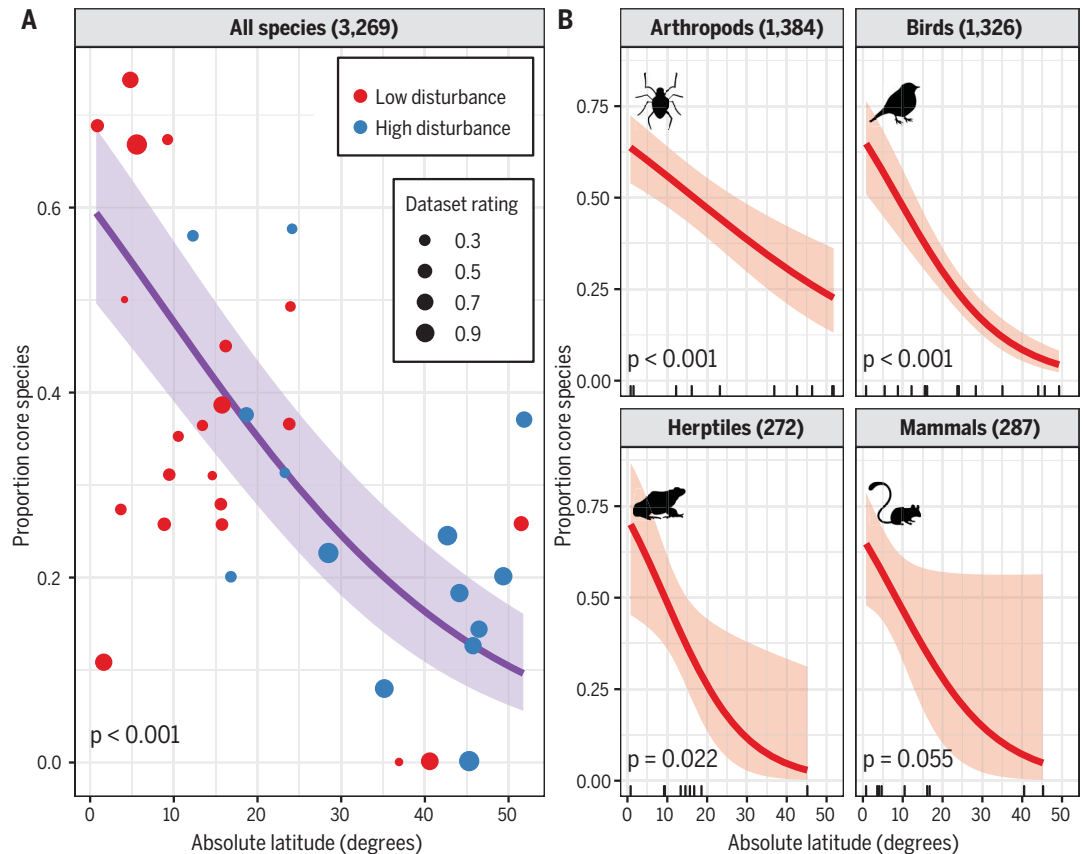 A
All species (3,269)
Low disturbance
High disturbance
Dataset rating
0.3
0.5
0.7
0.9
Proportion core species
0.6
0.4
0.2
0.0
p < 0.001
0 10 20 30 40 50
Absolute latitude (degrees)
B
Arthropods (1,384)
Birds (1,326)
Proportion core species
0.75
0.50
0.25
0.00
p < 0.001
p < 0.001
Herptiles (272)
Mammals (287)
0.75
0.50
0.25
0.00
p = 0.022
p = 0.055
0 10 20 30 40 50
0 10 20 30 40 50
Absolute latitude (degrees)